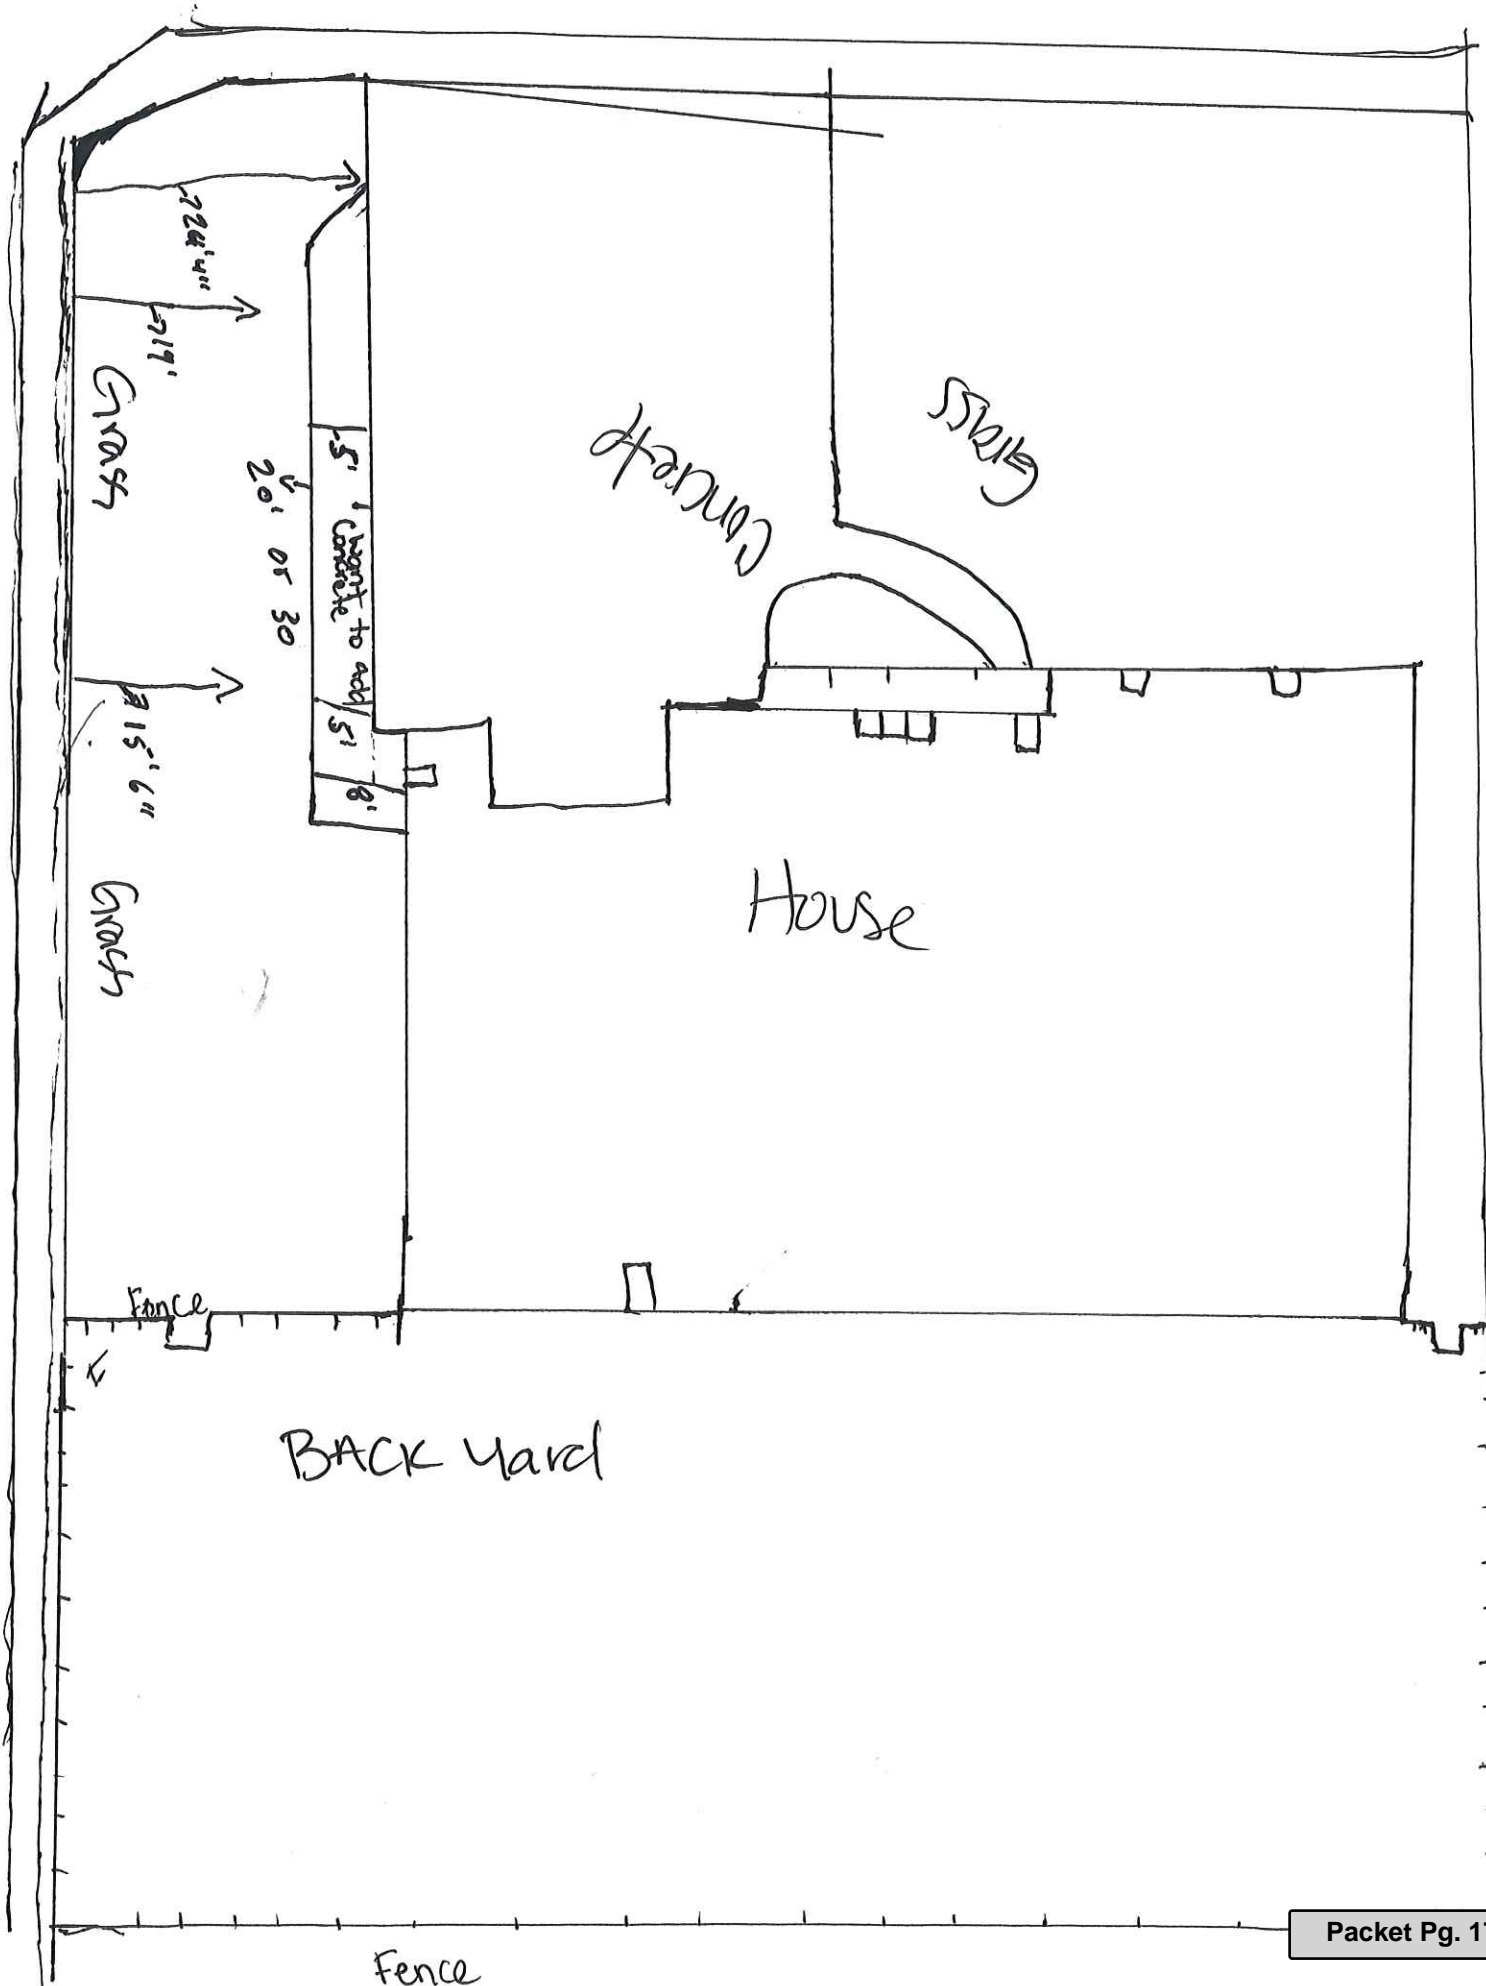 24'4"
19'
Grass
Grass
Concrete
5'
want to add
concrete
20' or 30
5'
8'
15'6"
Grass
House
Fence
BACK yard
Fence
Packet Pg. 17